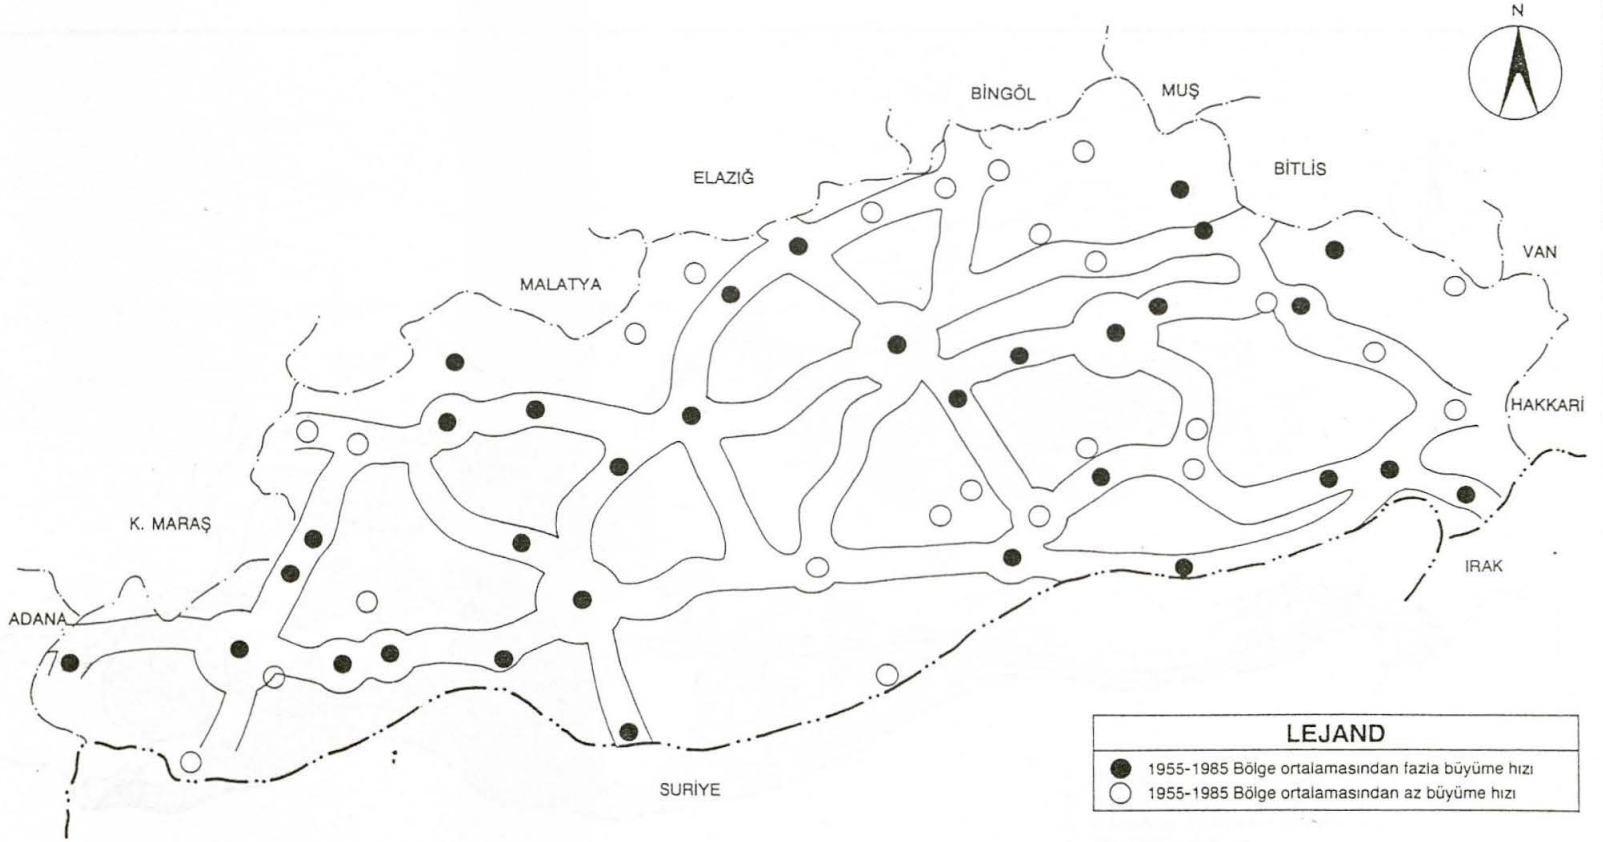 N
BİNGÖL
MUŞ
ELAZIĞ
BİTLİS
VAN
MALATYA
HAKKARİ
K. MARAŞ
IRAK
ADANA
SURİYE
LEJAND
1955-1985 Bölge ortalamasından fazla büyüme hızı
1955-1985 Bölge ortalamasından az büyüme hızı